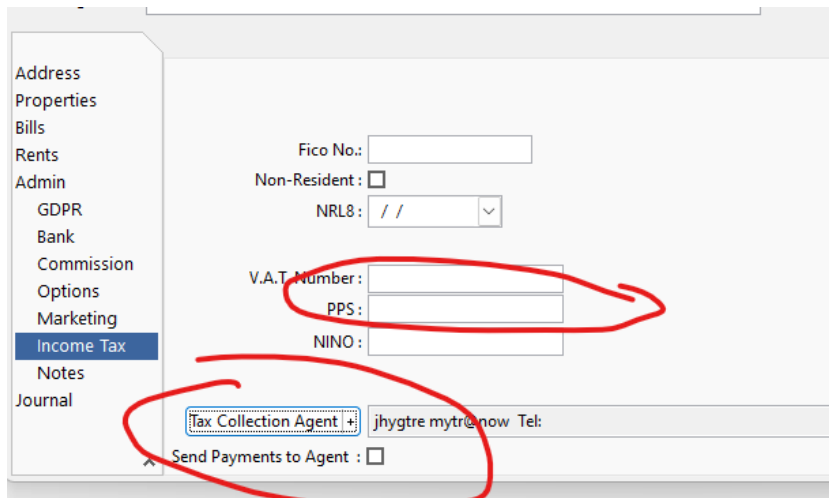 Address
Properties
Bills
Rents
Admin
GDPR
Bank
Commission
Options
Marketing
Income Tax
Notes
Journal
Fico No.:
Non-Resident :
NRL8 : / /
V.A.T. Number :
PPS :
NINO :
Tax Collection Agent + jhygtre mytr@now Tel:
Send Payments to Agent :